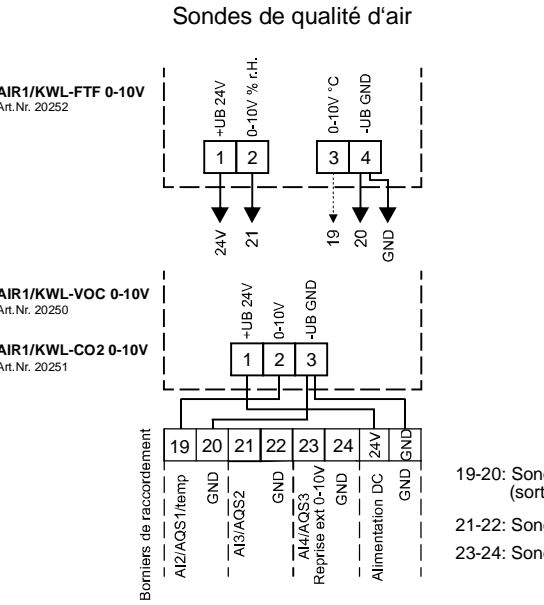 Sondes de qualité d‘air
AIR1/KWL-FTF 0-10V
Art.Nr. 20252
+UB 24V
0-10V % r.H.
0-10V °C
-UB GND
1 2 3 4
24V
21
19
20
GND
AIR1/KWL-VOC 0-10V
Art.Nr. 20250
AIR1/KWL-CO2 0-10V
Art.Nr. 20251
+UB 24V
0-10V
-UB GND
1 2 3
19 20 21 22 23 24 24V GND
Borniers de raccordement
AI2/AQS1/temp
GND
AI3/AQS2
GND
AI4/AQS3
Reprise ext 0-10V
GND
Alimentation DC
GND
19-20:
21-22:
23-24: